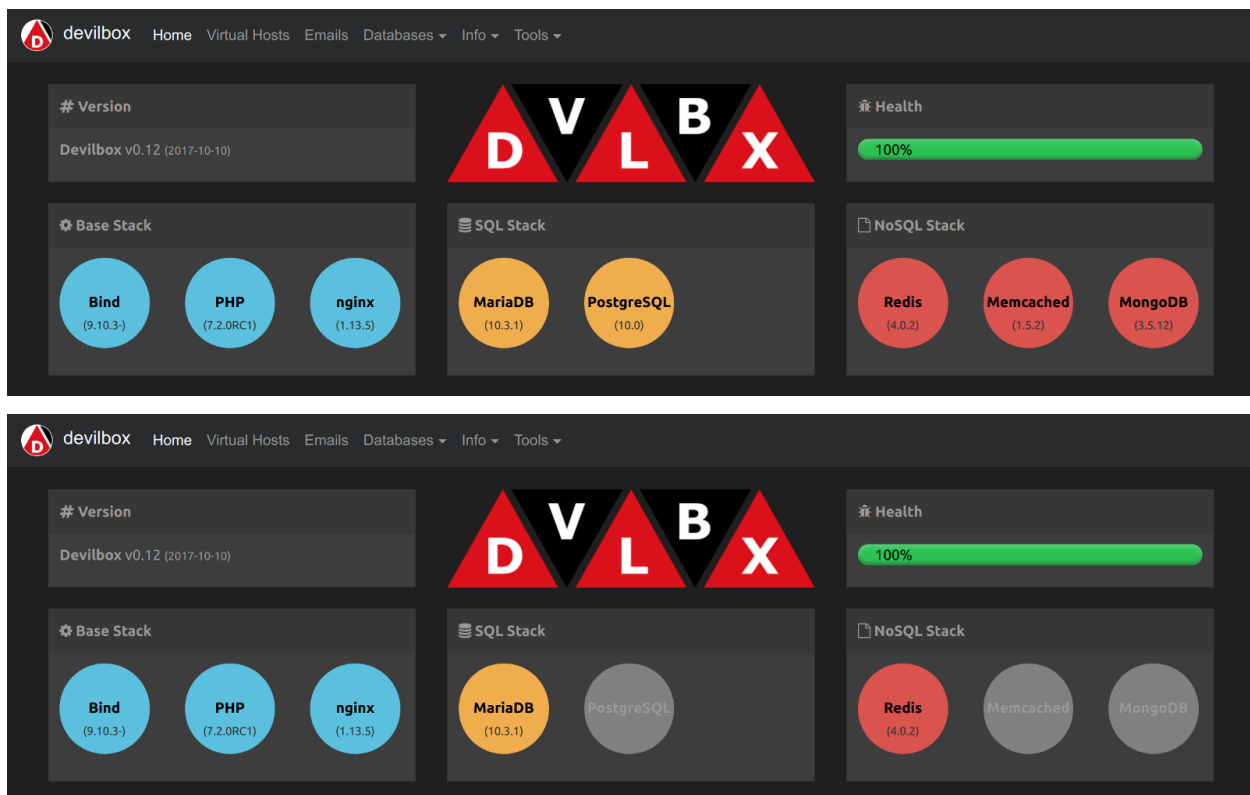 devilbox Home Virtual Hosts Emails Databases Info Tools
# Version
Devilbox v0.12 (2017-10-10)
D V L B X
Health
100%
Base Stack
Bind
(9.10.3-)
PHP
(7.2.0RC1)
nginx
(1.13.5)
SQL Stack
MariaDB
(10.3.1)
PostgreSQL
(10.0)
NoSQL Stack
Redis
(4.0.2)
Memcached
(1.5.2)
MongoDB
(3.5.12)
devilbox Home Virtual Hosts Emails Databases Info Tools
# Version
Devilbox v0.12 (2017-10-10)
D V L B X
Health
100%
Base Stack
Bind
(9.10.3-)
PHP
(7.2.0RC1)
nginx
(1.13.5)
SQL Stack
MariaDB
(10.3.1)
PostgreSQL
NoSQL Stack
Redis
(4.0.2)
Memcached
MongoDB